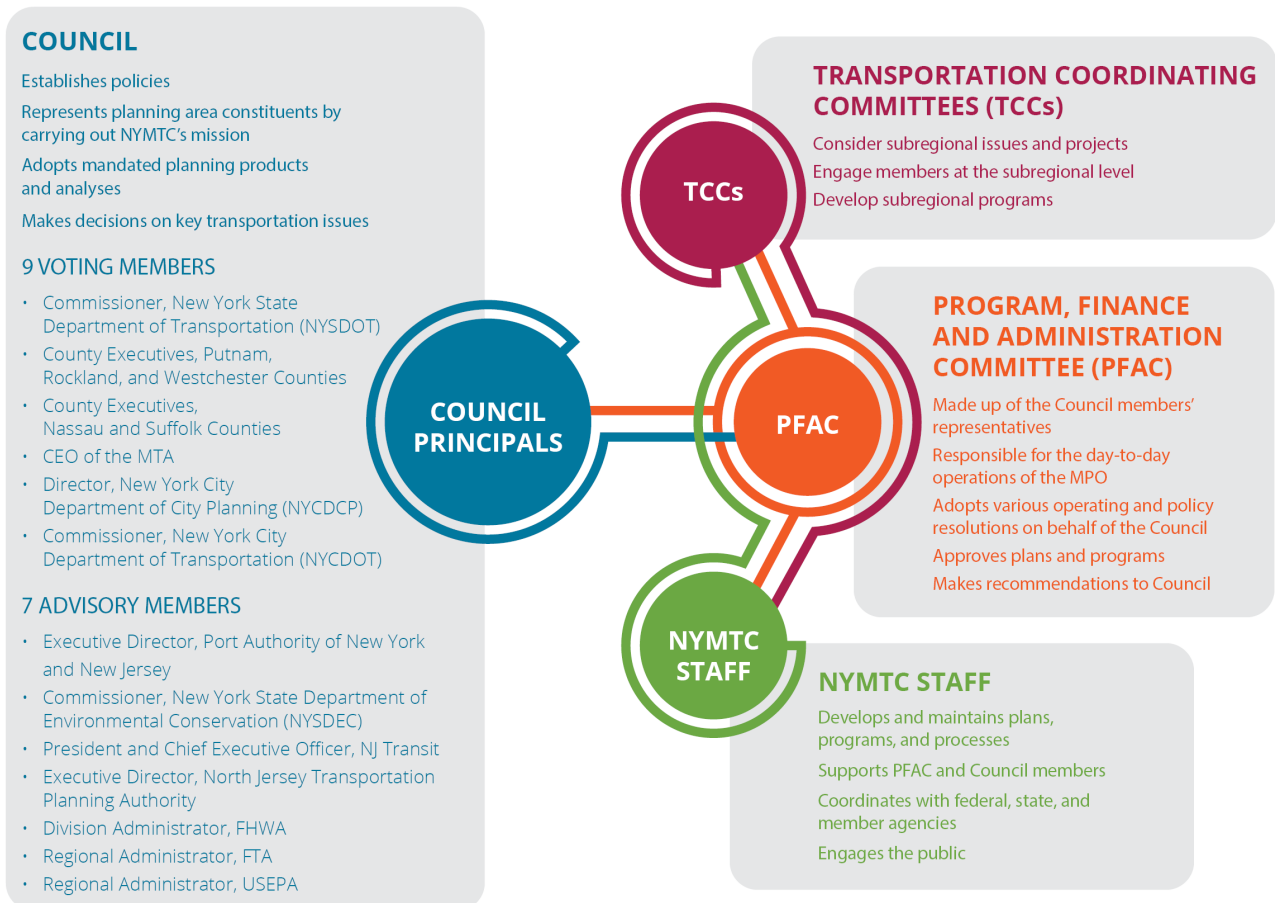 COUNCIL
Establishes policies
Represents planning area constituents by
carrying out NYMTC's mission
Adopts mandated planning products
and analyses
Makes decisions on key transportation issues
9 VOTING MEMBERS
• Commissioner, New York State
Department of Transportation (NYSDOT)
• County Executives, Putnam,
Rockland, and Westchester Counties
• County Executives,
Nassau and Suffolk Counties
• CEO of the MTA
• Director, New York City
Department of City Planning (NYCDCP)
• Commissioner, New York City
Department of Transportation (NYCDOT)
7 ADVISORY MEMBERS
• Executive Director, Port Authority of New York
and New Jersey
• Commissioner, New York State Department of
Environmental Conservation (NYSDEC)
• President and Chief Executive Officer, NJ Transit
• Executive Director, North Jersey Transportation
Planning Authority
• Division Administrator, FHWA
• Regional Administrator, FTA
• Regional Administrator, USEPA
COUNCIL
PRINCIPALS
TCCs
PFAC
NYMTC
STAFF
TRANSPORTATION COORDINATING
COMMITTEES (TCCs)
Consider subregional issues and projects
Engage members at the subregional level
Develop subregional programs
PROGRAM, FINANCE
AND ADMINISTRATION
COMMITTEE (PFAC)
Made up of the Council members'
representatives
Responsible for the day-to-day
operations of the MPO
Adopts various operating and policy
resolutions on behalf of the Council
Approves plans and programs
Makes recommendations to Council
NYMTC STAFF
Develops and maintains plans,
programs, and processes
Supports PFAC and Council members
Coordinates with federal, state, and
member agencies
Engages the public